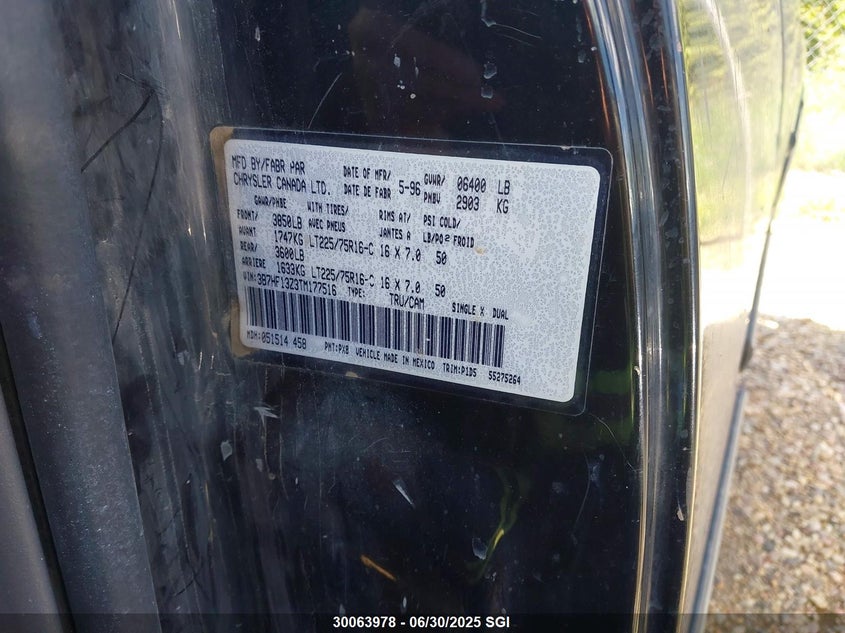 MFD BY/FABR PAR DATE OF MFR/ GVWR/ 06400 LB
CHRYSLER CANADA LTD. DATE DE FABR 5-96 PNBV 2903 KG
GAWR/PNBE WITH TIRES/ RIMS AT/ PSI COLD/
FRONT/ 3850LB AVEC PNEUS JANTES A LB/PO² FROID
AVANT 1747KG LT225/75R16-C 16 X 7.0 50
REAR/ 3600LB
ARRIERE 1633KG LT225/75R16-C 16 X 7.0 50
VIN: 3B7HF13Z3TM177516 TYPE: TRU/CAM SINGLE X DUAL
MDH:051514 458 PNT:PX8 VEHICLE MADE IN MEXICO TRIM:P1D5 55275264
30063978 - 06/30/2025 SGI